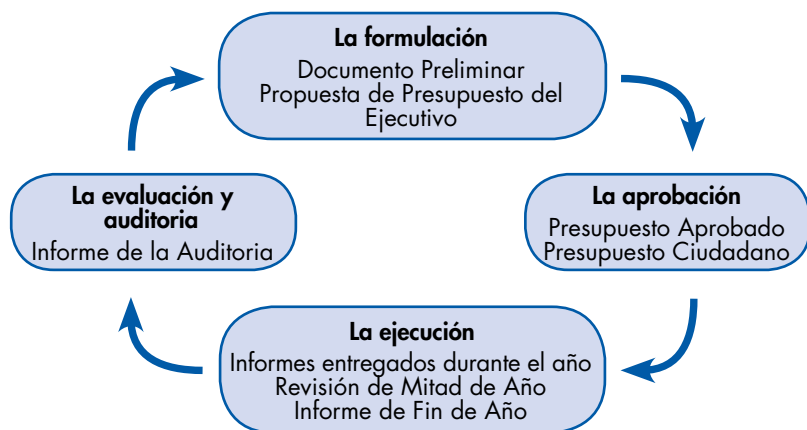 La formulación
Documento Preliminar
Propuesta de Presupuesto del
Ejecutivo
La aprobación
Presupuesto Aprobado
Presupuesto Ciudadano
La ejecución
Informes entregados durante el año
Revisión de Mitad de Año
Informe de Fin de Año
La evaluación y
auditoria
Informe de la Auditoria